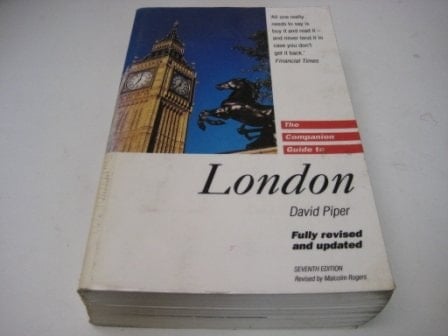 'All one really
needs to say is
buy it and read it –
and never lend it in
case you don't
get it back.'
Financial Times
The
Companion
Guide to
London
David Piper
Fully revised
and updated
SEVENTH EDITION
Revised by Malcolm Rogers